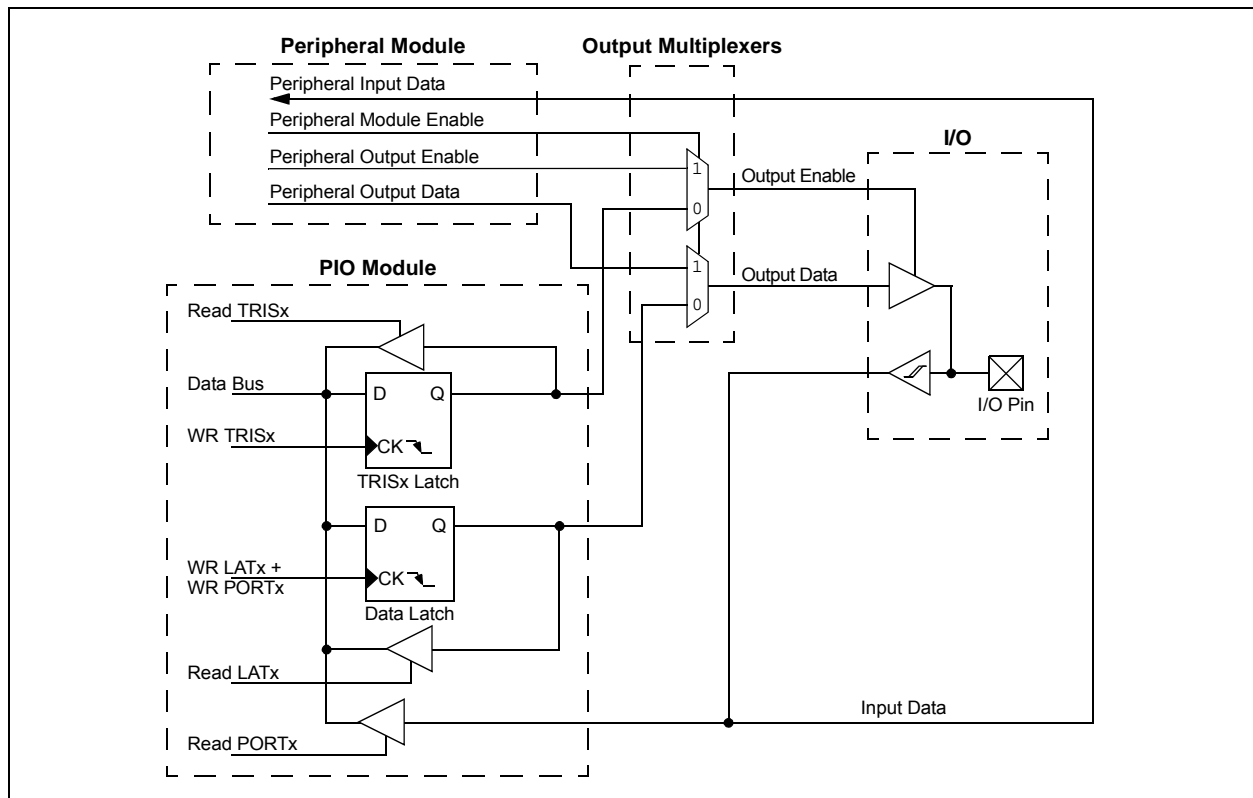 Peripheral Module
Output Multiplexers
Peripheral Input Data
Peripheral Module Enable
Peripheral Output Enable
Peripheral Output Data
1
0
1
0
Output Enable
Output Data
I/O
I/O Pin
PIO Module
Read TRISx
Data Bus
D Q
WR TRISx
CK
TRISx Latch
D Q
WR LATx +
WR PORTx
CK
Data Latch
Read LATx
Read PORTx
Input Data